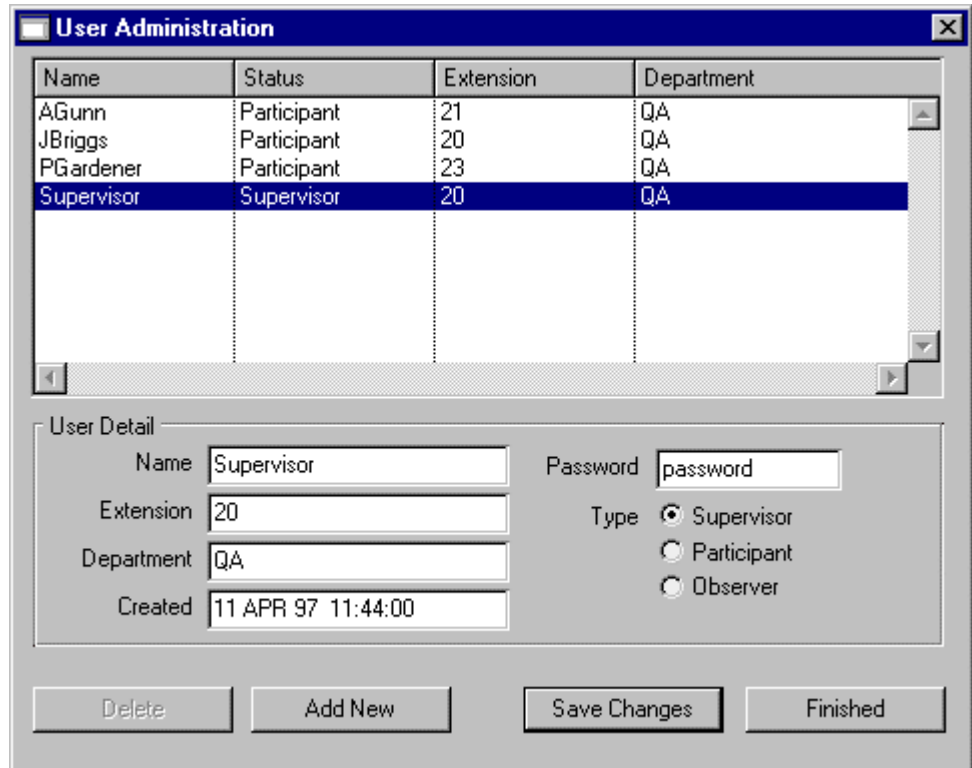 User Administration
Name Status Extension Department
AGunn Participant 21 QA
JBriggs Participant 20 QA
PGardener Participant 23 QA
Supervisor Supervisor 20 QA
User Detail
Name Supervisor Password password
Extension 20 Type Supervisor
Department QA Participant
Created 11 APR 97 11:44:00 Observer
Delete Add New Save Changes Finished